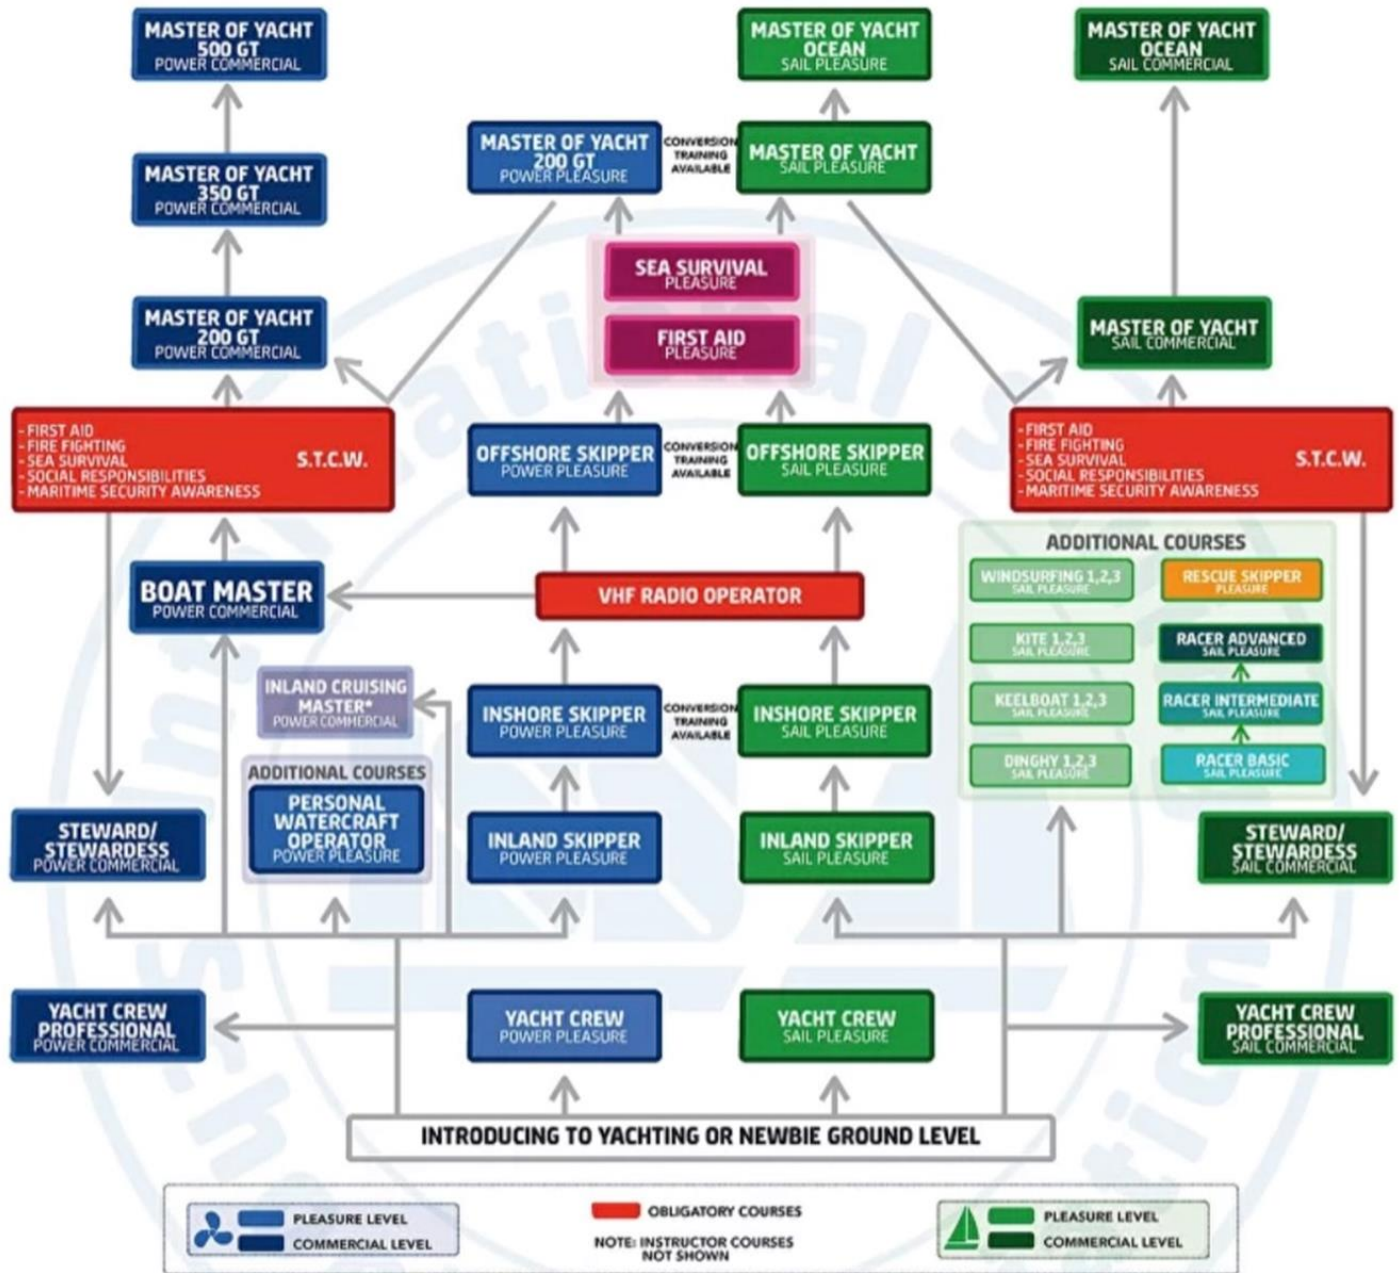 MASTER OF YACHT
500 GT
POWER COMMERCIAL
MASTER OF YACHT
OCEAN
SAIL PLEASURE
MASTER OF YACHT
OCEAN
SAIL COMMERCIAL
MASTER OF YACHT
350 GT
POWER COMMERCIAL
MASTER OF YACHT
200 GT
POWER PLEASURE
CONVERSION
TRAINING
AVAILABLE
MASTER OF YACHT
SAIL PLEASURE
SEA SURVIVAL
PLEASURE
FIRST AID
PLEASURE
MASTER OF YACHT
200 GT
POWER COMMERCIAL
MASTER OF YACHT
SAIL COMMERCIAL
- FIRST AID
- FIRE FIGHTING
- SEA SURVIVAL
- SOCIAL RESPONSIBILITIES
- MARITIME SECURITY AWARENESS
S.T.C.W.
OFFSHORE SKIPPER
POWER PLEASURE
CONVERSION
TRAINING
AVAILABLE
OFFSHORE SKIPPER
SAIL PLEASURE
- FIRST AID
- FIRE FIGHTING
- SEA SURVIVAL
- SOCIAL RESPONSIBILITIES
- MARITIME SECURITY AWARENESS
S.T.C.W.
BOAT MASTER
POWER COMMERCIAL
VHF RADIO OPERATOR
ADDITIONAL COURSES
WINDSURFING 1,2,3
SAIL PLEASURE
RESCUE SKIPPER
PLEASURE
KITE 1,2,3
SAIL PLEASURE
RACER ADVANCED
SAIL PLEASURE
KEELBOAT 1,2,3
SAIL PLEASURE
RACER INTERMEDIATE
SAIL PLEASURE
DINGHY 1,2,3
SAIL PLEASURE
RACER BASIC
SAIL PLEASURE
INLAND CRUISING
MASTER*
POWER COMMERCIAL
INSHORE SKIPPER
POWER PLEASURE
CONVERSION
TRAINING
AVAILABLE
INSHORE SKIPPER
SAIL PLEASURE
ADDITIONAL COURSES
PERSONAL
WATERCRAFT
OPERATOR
POWER PLEASURE
STEWARD/
STEWARDESS
POWER COMMERCIAL
INLAND SKIPPER
POWER PLEASURE
INLAND SKIPPER
SAIL PLEASURE
STEWARD/
STEWARDESS
SAIL COMMERCIAL
YACHT CREW
PROFESSIONAL
POWER COMMERCIAL
YACHT CREW
POWER PLEASURE
YACHT CREW
SAIL PLEASURE
YACHT CREW
PROFESSIONAL
SAIL COMMERCIAL
INTRODUCING TO YACHTING OR NEWBIE GROUND LEVEL
PLEASURE LEVEL
COMMERCIAL LEVEL
OBLIGATORY COURSES
NOTE: INSTRUCTOR COURSES
NOT SHOWN
PLEASURE LEVEL
COMMERCIAL LEVEL